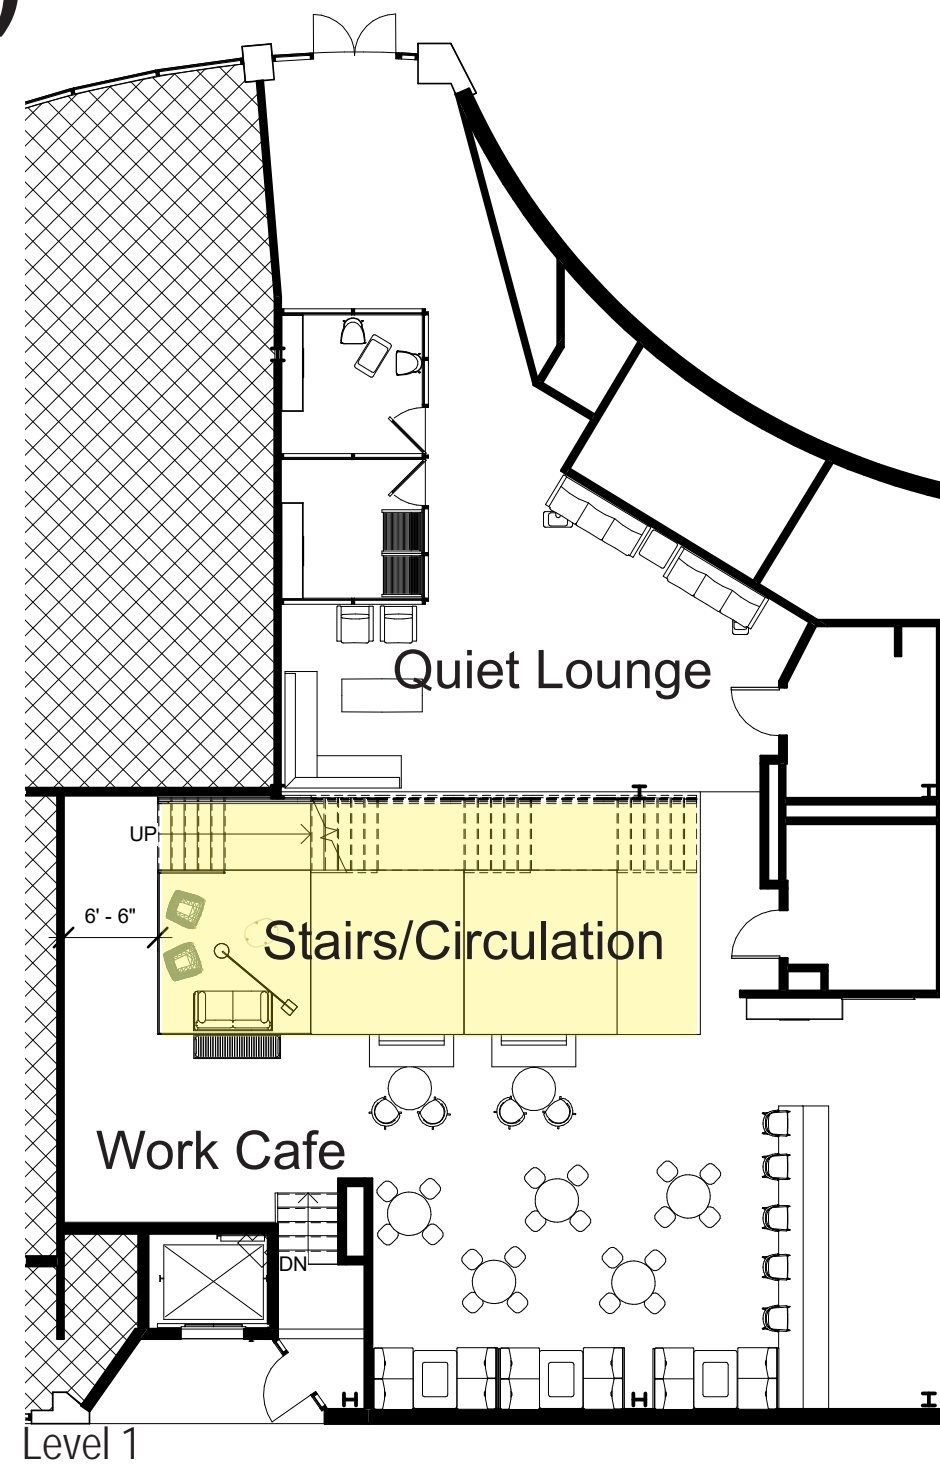 Quiet Lounge
UP
6' - 6"
Stairs/Circulation
Work Cafe
DN
Level 1